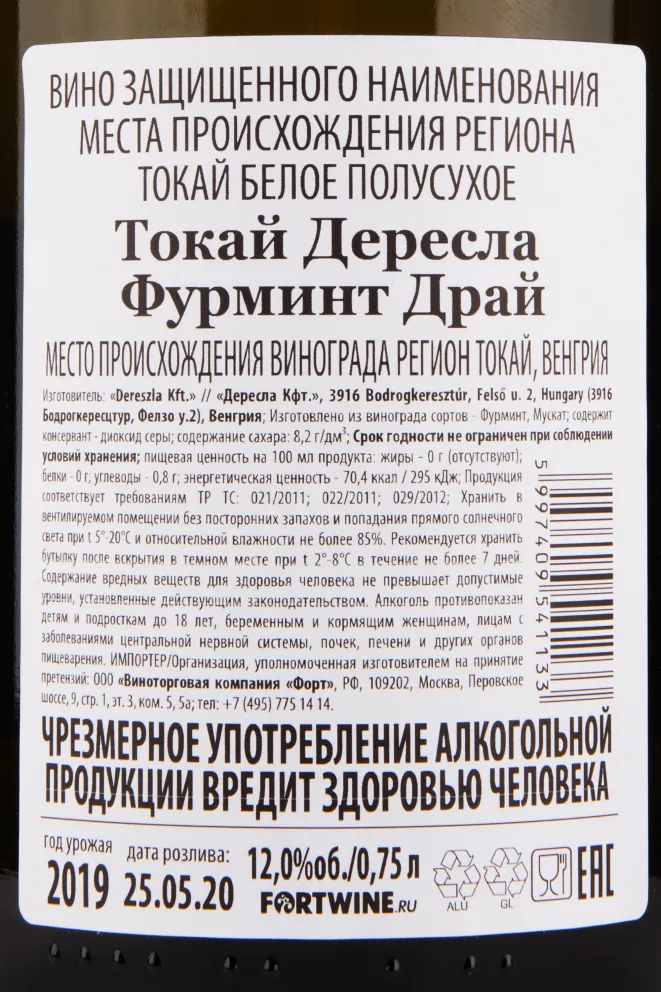 ВИНО ЗАЩИЩЕННОГО НАИМЕНОВАНИЯ
МЕСТА ПРОИСХОЖДЕНИЯ РЕГИОНА
ТОКАЙ БЕЛОЕ ПОЛУСУХОЕ
Токай Дересла
Фурминт Драй
МЕСТО ПРОИСХОЖДЕНИЯ ВИНОГРАДА РЕГИОН ТОКАЙ, ВЕНГРИЯ
Изготовитель: «Dereszla Kft.» // «Дересла Кфт.», 3916 Bodrogkeresztúr, Felső u. 2, Hungary (3916
Бодрогкересцтур, Фелзо у.2), Венгрия; Изготовлено из винограда сортов - Фурминт, Мускат; содержит
консервант - диоксид серы; содержание сахара: 8,2 г/дм³; Срок годности не ограничен при соблюдении
условий хранения; пищевая ценность на 100 мл продукта: жиры - 0 г (отсутствуют);
белки - 0 г; углеводы - 0,8 г; энергетическая ценность - 70,4 ккал / 295 кДж; Продукция
соответствует требованиям ТР ТС: 021/2011; 022/2011; 029/2012; Хранить в
вентилируемом помещении без посторонних запахов и попадания прямого солнечного
света при t 5°-20°С и относительной влажности не более 85%. Рекомендуется хранить
бутылку после вскрытия в темном месте при t 2°-8°С в течение не более 7 дней.
Содержание вредных веществ для здоровья человека не превышает допустимые
уровни, установленные действующим законодательством. Алкоголь противопоказан
детям и подросткам до 18 лет, беременным и кормящим женщинам, лицам с
заболеваниями центральной нервной системы, почек, печени и других органов
пищеварения. ИМПОРТЕР/Организация, уполномоченная изготовителем на принятие
претензий: ООО «Виноторговая компания «Форт», РФ, 109202, Москва, Перовское
шоссе, 9, стр. 1, эт. 3, ком. 5, 5а; тел: +7 (495) 775 14 14.
5 997409 541133
ЧРЕЗМЕРНОЕ УПОТРЕБЛЕНИЕ АЛКОГОЛЬНОЙ
ПРОДУКЦИИ ВРЕДИТ ЗДОРОВЬЮ ЧЕЛОВЕКА
год урожая
2019
дата розлива:
25.05.20
12,0%об./0,75 л
FORTWINE.RU
ALU
GL
EAC